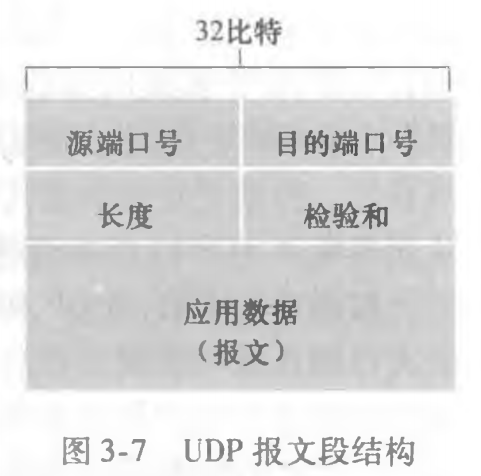 32比特
源端口号 目的端口号
长度 检验和
应用数据
（报文）
图 3-7 UDP 报文段结构